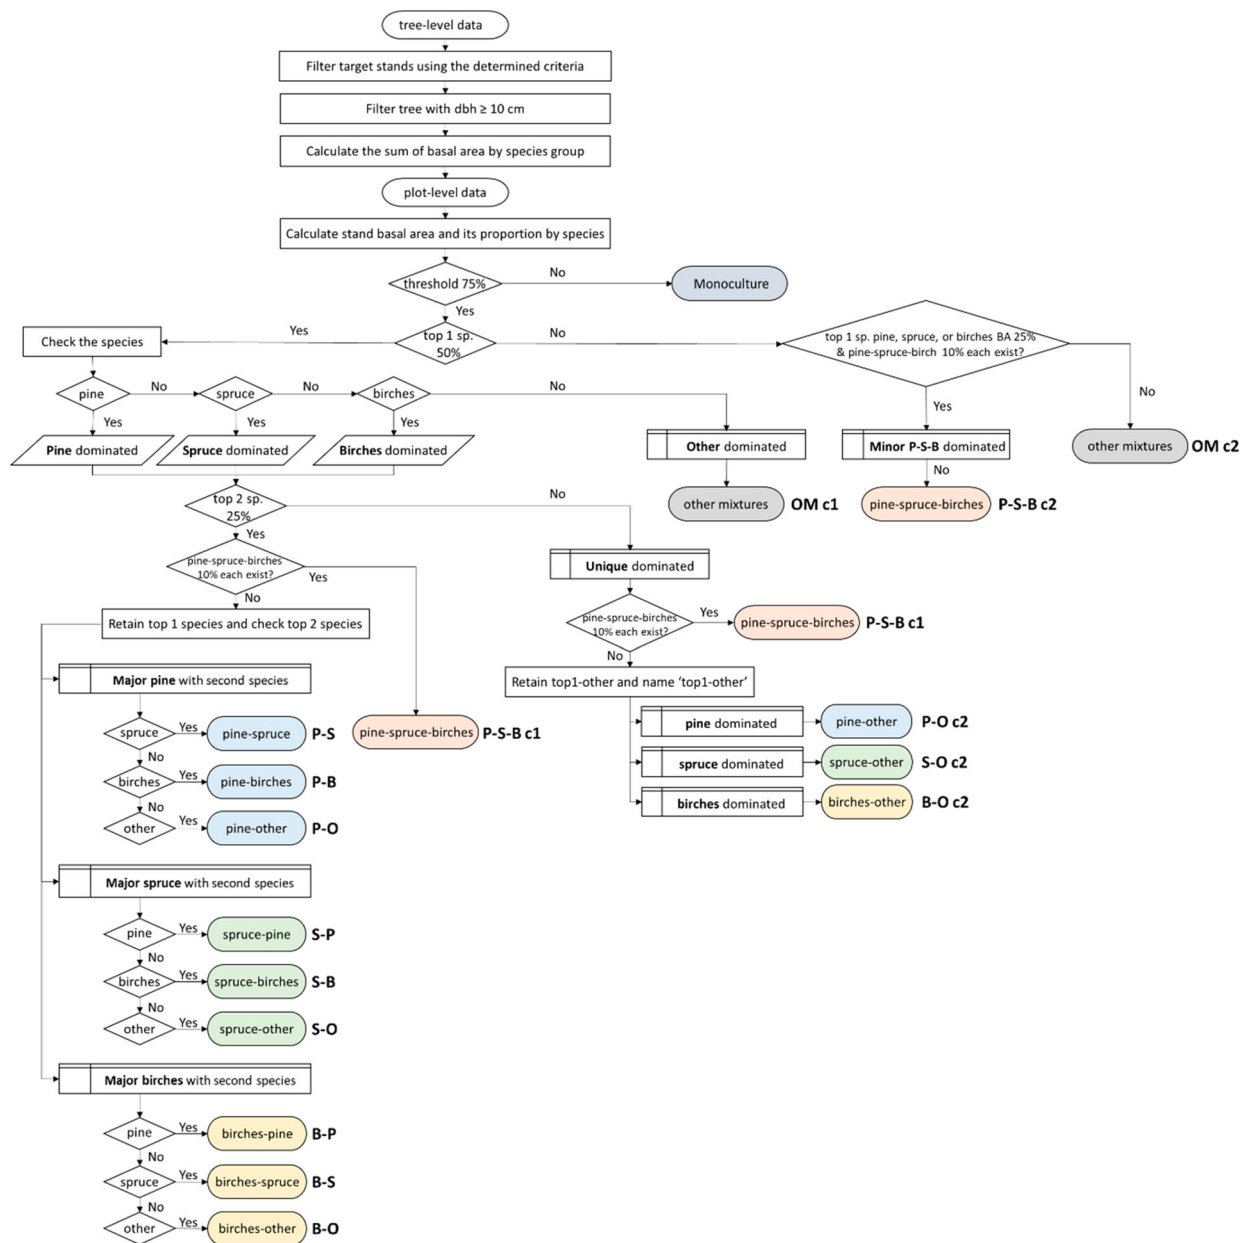 tree-level data
Filter target stands using the determined criteria
Filter tree with dbh ≥ 10 cm
Calculate the sum of basal area by species group
plot-level data
Calculate stand basal area and its proportion by species
threshold 75%
No
Monoculture
Yes
top 1 sp.
50%
Yes
No
Check the species
top 1 sp. pine, spruce, or birches BA 25%
& pine-spruce-birch 10% each exist?
pine
No
spruce
No
birches
No
Yes
Yes
Yes
Yes
No
Pine dominated
Spruce dominated
Birches dominated
Other dominated
Minor P-S-B dominated
No
other mixtures
OM c2
other mixtures
OM c1
pine-spruce-birches
P-S-B c2
top 2 sp.
25%
No
Yes
pine-spruce-birches
10% each exist?
Yes
No
Unique dominated
pine-spruce-birches
10% each exist?
Yes
pine-spruce-birches
P-S-B c1
No
Retain top1-other and name ‘top1-other’
pine dominated
pine-other
P-O c2
spruce dominated
spruce-other
S-O c2
birches dominated
birches-other
B-O c2
Retain top 1 species and check top 2 species
pine-spruce-birches
P-S-B c1
Major pine with second species
spruce
Yes
pine-spruce
P-S
No
birches
Yes
pine-birches
P-B
No
other
Yes
pine-other
P-O
Major spruce with second species
pine
Yes
spruce-pine
S-P
No
birches
Yes
spruce-birches
S-B
No
other
Yes
spruce-other
S-O
Major birches with second species
pine
Yes
birches-pine
B-P
No
spruce
Yes
birches-spruce
B-S
No
other
Yes
birches-other
B-O